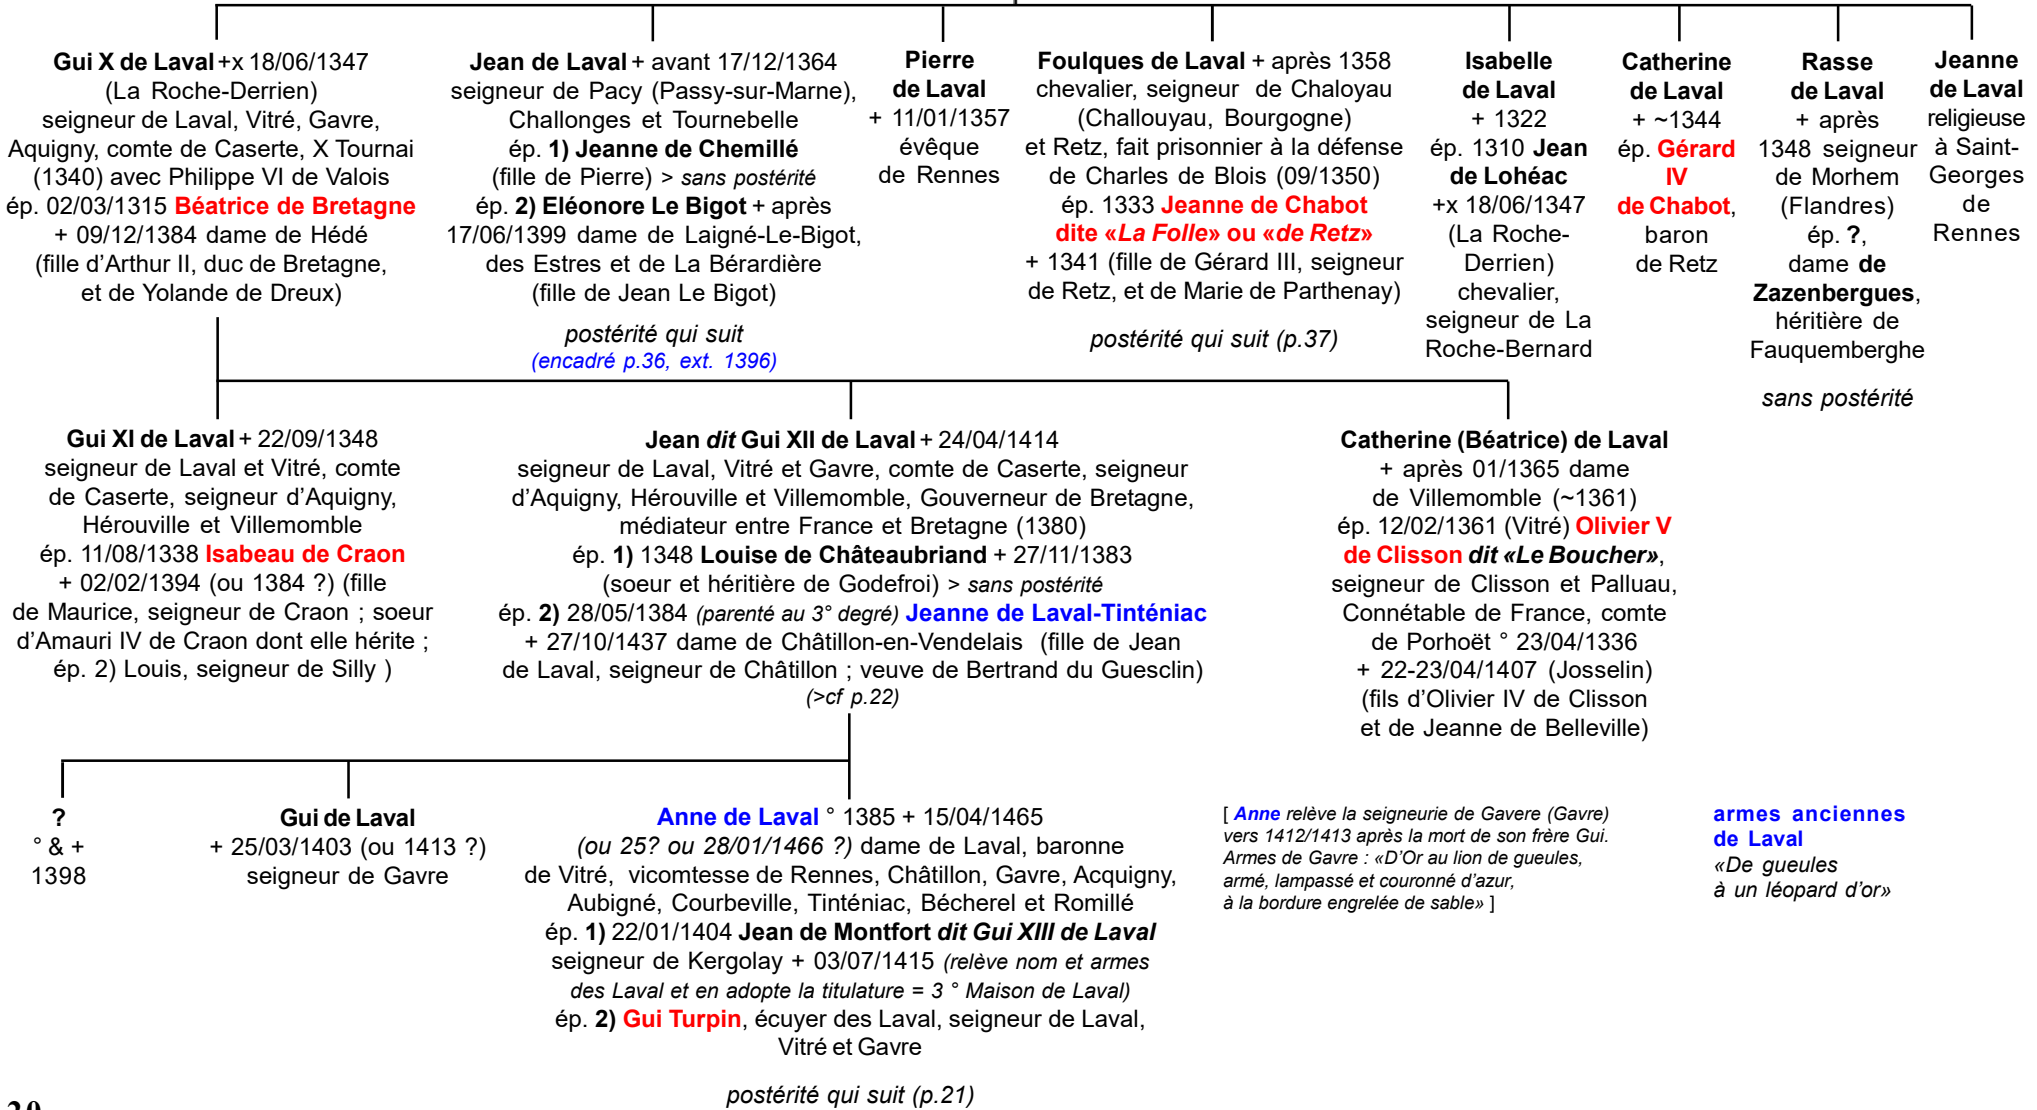 Gui X de Laval +x 18/06/1347
(La Roche-Derrien)
seigneur de Laval, Vitré, Gavre,
Aquigny, comte de Caserte, X Tournai
(1340) avec Philippe VI de Valois
ép. 02/03/1315 Béatrice de Bretagne
+ 09/12/1384 dame de Hédé
(fille d'Arthur II, duc de Bretagne,
et de Yolande de Dreux)
Jean de Laval + avant 17/12/1364
seigneur de Pacy (Passy-sur-Marne),
Challonges et Tournebelle
ép. 1) Jeanne de Chemillé
(fille de Pierre) > sans postérité
ép. 2) Eléonore Le Bigot + après
17/06/1399 dame de Laigné-Le-Bigot,
des Estres et de La Bérardière
(fille de Jean Le Bigot)
postérité qui suit
(encadré p.36, ext. 1396)
Pierre
de Laval
+ 11/01/1357
évêque
de Rennes
Foulques de Laval + après 1358
chevalier, seigneur de Chaloyau
(Challouyau, Bourgogne)
et Retz, fait prisonnier à la défense
de Charles de Blois (09/1350)
ép. 1333 Jeanne de Chabot
dite «La Folle» ou «de Retz»
+ 1341 (fille de Gérard III, seigneur
de Retz, et de Marie de Parthenay)
postérité qui suit (p.37)
Isabelle
de Laval
+ 1322
ép. 1310 Jean
de Lohéac
+x 18/06/1347
(La Roche-
Derrien)
chevalier,
seigneur de La
Roche-Bernard
Catherine
de Laval
+ ~1344
ép. Gérard
IV
de Chabot,
baron
de Retz
Rasse
de Laval
+ après
1348 seigneur
de Morhem
(Flandres)
ép. ?,
dame de
Zazenbergues,
héritière de
Fauquemberghe
sans postérité
Jeanne
de Laval
religieuse
à Saint-
Georges
de
Rennes
Gui XI de Laval + 22/09/1348
seigneur de Laval et Vitré, comte
de Caserte, seigneur d'Aquigny,
Hérouville et Villemomble
ép. 11/08/1338 Isabeau de Craon
+ 02/02/1394 (ou 1384 ?) (fille
de Maurice, seigneur de Craon ; soeur
d'Amauri IV de Craon dont elle hérite ;
ép. 2) Louis, seigneur de Silly )
Jean dit Gui XII de Laval + 24/04/1414
seigneur de Laval, Vitré et Gavre, comte de Caserte, seigneur
d'Aquigny, Hérouville et Villemomble, Gouverneur de Bretagne,
médiateur entre France et Bretagne (1380)
ép. 1) 1348 Louise de Châteaubriand + 27/11/1383
(soeur et héritière de Godefroi) > sans postérité
ép. 2) 28/05/1384 (parenté au 3° degré) Jeanne de Laval-Tinténiac
+ 27/10/1437 dame de Châtillon-en-Vendelais (fille de Jean
de Laval, seigneur de Châtillon ; veuve de Bertrand du Guesclin)
(>cf p.22)
Catherine (Béatrice) de Laval
+ après 01/1365 dame
de Villemomble (~1361)
ép. 12/02/1361 (Vitré) Olivier V
de Clisson dit «Le Boucher»,
seigneur de Clisson et Palluau,
Connétable de France, comte
de Porhoët ° 23/04/1336
+ 22-23/04/1407 (Josselin)
(fils d'Olivier IV de Clisson
et de Jeanne de Belleville)
?
° & +
1398
Gui de Laval
+ 25/03/1403 (ou 1413 ?)
seigneur de Gavre
Anne de Laval ° 1385 + 15/04/1465
(ou 25? ou 28/01/1466 ?) dame de Laval, baronne
de Vitré, vicomtesse de Rennes, Châtillon, Gavre, Acquigny,
Aubigné, Courbeville, Tinténiac, Bécherel et Romillé
ép. 1) 22/01/1404 Jean de Montfort dit Gui XIII de Laval
seigneur de Kergolay + 03/07/1415 (relève nom et armes
des Laval et en adopte la titulature = 3 ° Maison de Laval)
ép. 2) Gui Turpin, écuyer des Laval, seigneur de Laval,
Vitré et Gavre
postérité qui suit (p.21)
[ Anne relève la seigneurie de Gavere (Gavre)
vers 1412/1413 après la mort de son frère Gui.
Armes de Gavre : «D'Or au lion de gueules,
armé, lampassé et couronné d'azur,
à la bordure engrelée de sable» ]
armes anciennes
de Laval
«De gueules
à un léopard d'or»